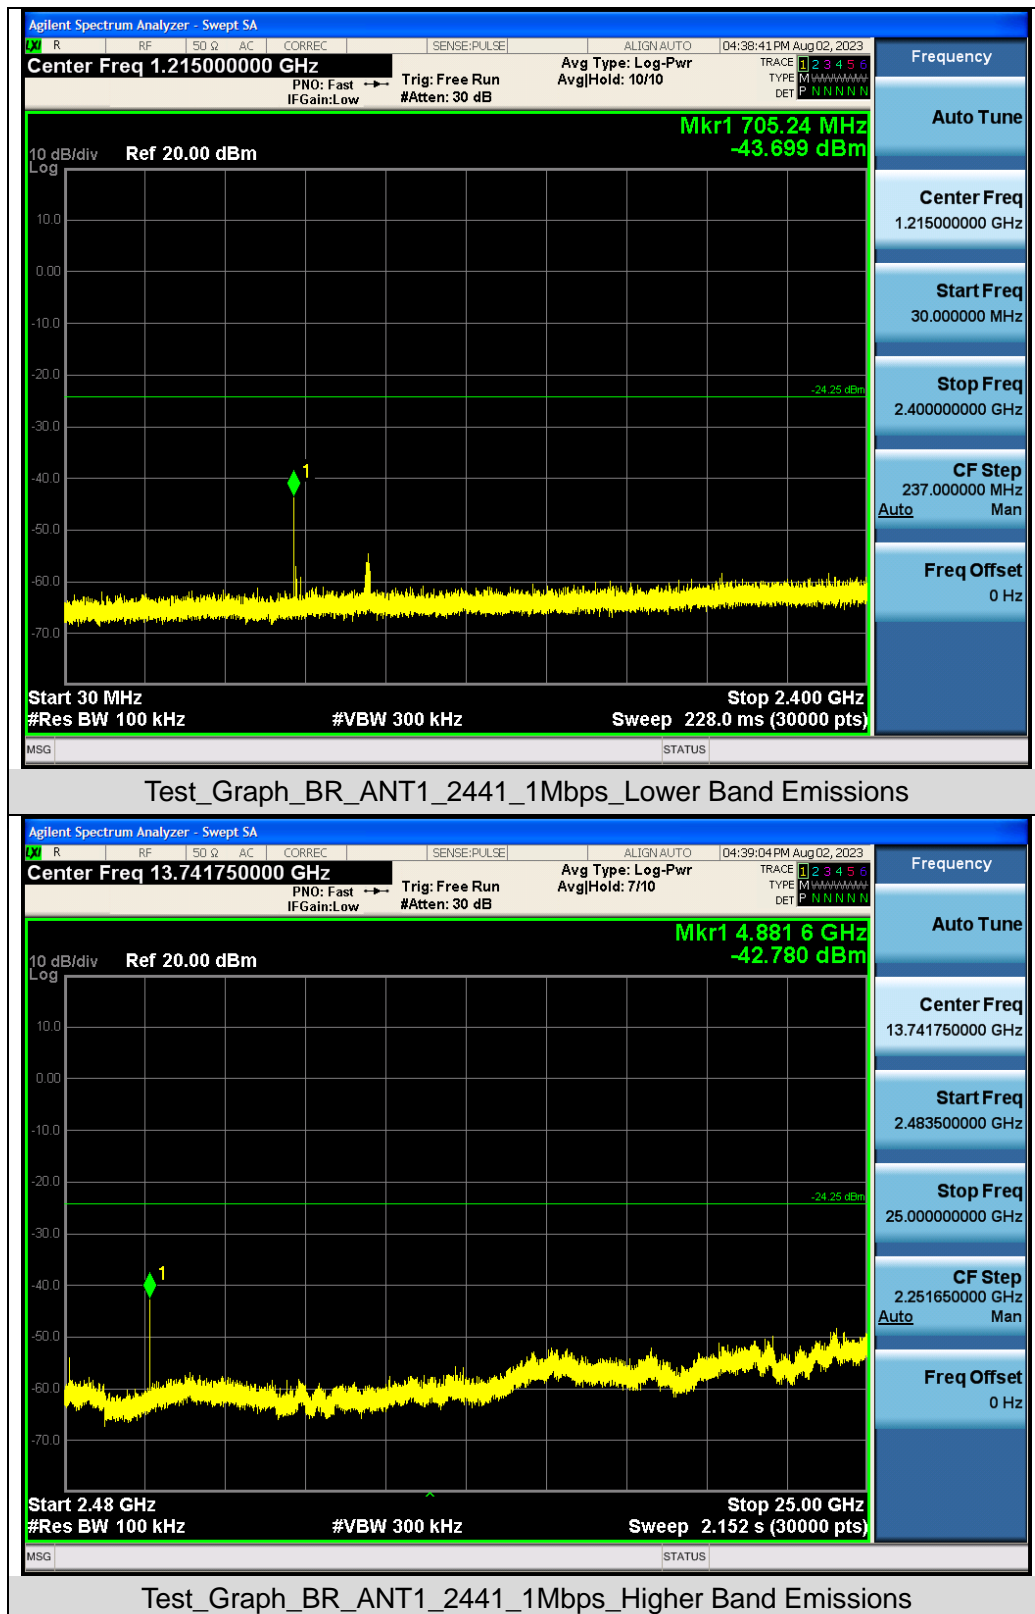 Agilent Spectrum Analyzer - Swept SA
LXI R RF 50 Ω AC CORREC SENSE:PULSE ALIGN AUTO 04:38:41 PM Aug 02, 2023
Center Freq 1.215000000 GHz
PNO: Fast
IFGain:Low
Trig: Free Run
#Atten: 30 dB
Avg Type: Log-Pwr
Avg|Hold: 10/10
TRACE 1 2 3 4 5 6
TYPE M
DET P N N N N N
Mkr1 705.24 MHz
-43.699 dBm
10 dB/div Ref 20.00 dBm
Log
10.0
0.00
-10.0
-20.0
-24.25 dBm
-30.0
-40.0
1
-50.0
-60.0
-70.0
Start 30 MHz Stop 2.400 GHz
#Res BW 100 kHz #VBW 300 kHz Sweep 228.0 ms (30000 pts)
MSG STATUS
Frequency
Auto Tune
Center Freq
1.215000000 GHz
Start Freq
30.000000 MHz
Stop Freq
2.400000000 GHz
CF Step
237.000000 MHz
Auto Man
Freq Offset
0 Hz
Test_Graph_BR_ANT1_2441_1Mbps_Lower Band Emissions
Agilent Spectrum Analyzer - Swept SA
LXI R RF 50 Ω AC CORREC SENSE:PULSE ALIGN AUTO 04:39:04 PM Aug 02, 2023
Center Freq 13.741750000 GHz
PNO: Fast
IFGain:Low
Trig: Free Run
#Atten: 30 dB
Avg Type: Log-Pwr
Avg|Hold: 7/10
TRACE 1 2 3 4 5 6
TYPE M
DET P N N N N N
Mkr1 4.881 6 GHz
-42.780 dBm
10 dB/div Ref 20.00 dBm
Log
10.0
0.00
-10.0
-20.0
-24.25 dBm
-30.0
-40.0
1
-50.0
-60.0
-70.0
Start 2.48 GHz Stop 25.00 GHz
#Res BW 100 kHz #VBW 300 kHz Sweep 2.152 s (30000 pts)
MSG STATUS
Frequency
Auto Tune
Center Freq
13.741750000 GHz
Start Freq
2.483500000 GHz
Stop Freq
25.000000000 GHz
CF Step
2.251650000 GHz
Auto Man
Freq Offset
0 Hz
Test_Graph_BR_ANT1_2441_1Mbps_Higher Band Emissions